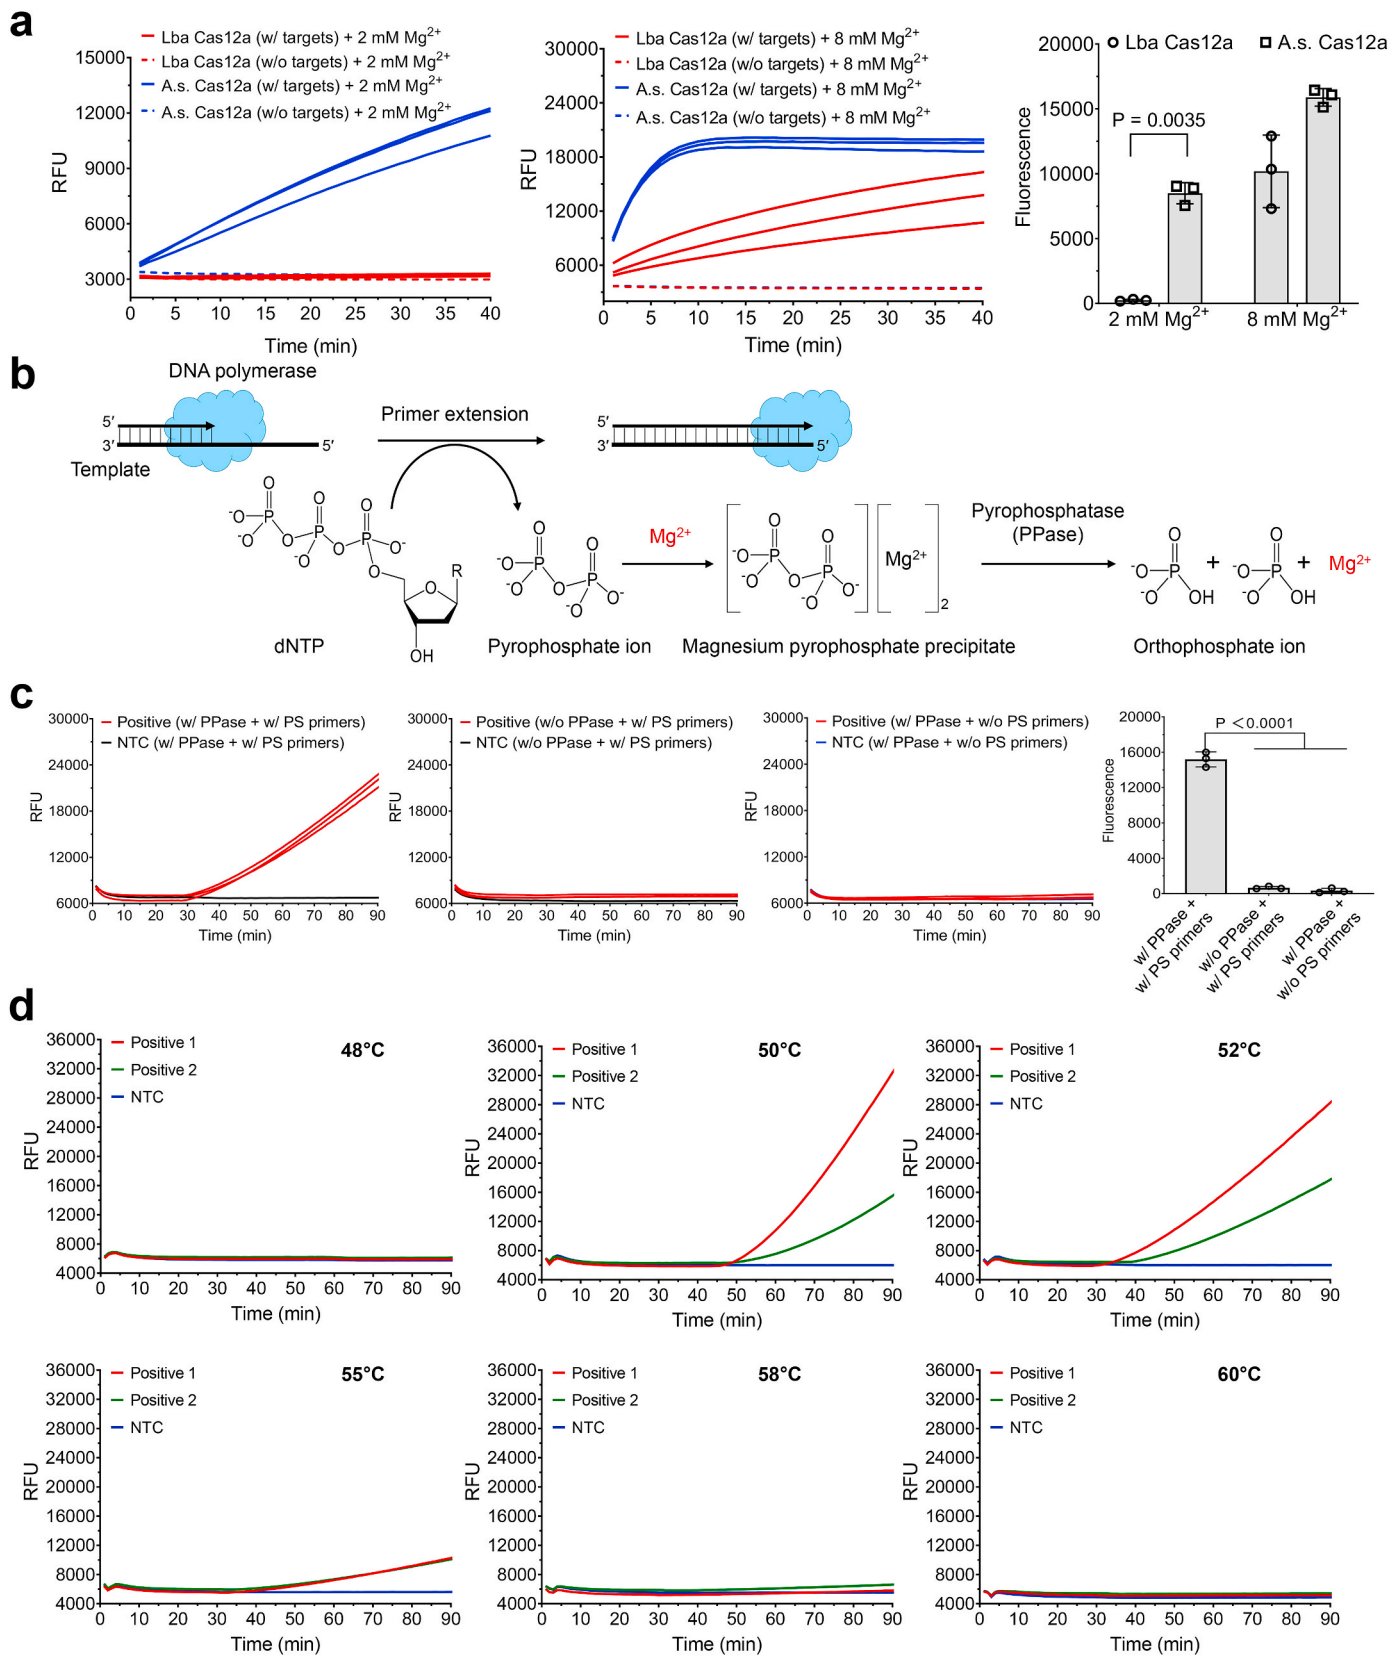 a
Lba Cas12a (w/ targets) + 2 mM Mg2+
Lba Cas12a (w/o targets) + 2 mM Mg2+
A.s. Cas12a (w/ targets) + 2 mM Mg2+
A.s. Cas12a (w/o targets) + 2 mM Mg2+
15000
12000
9000
6000
3000
RFU
0 5 10 15 20 25 30 35 40
Time (min)
Lba Cas12a (w/ targets) + 8 mM Mg2+
Lba Cas12a (w/o targets) + 8 mM Mg2+
A.s. Cas12a (w/ targets) + 8 mM Mg2+
A.s. Cas12a (w/o targets) + 8 mM Mg2+
30000
24000
18000
12000
6000
RFU
0 5 10 15 20 25 30 35 40
Time (min)
Lba Cas12a A.s. Cas12a
P = 0.0035
20000
15000
10000
5000
0
Fluorescence
2 mM Mg2+ 8 mM Mg2+
b
DNA polymerase
5′
3′ 5′
Template
Primer extension
5′
3′ 5′
O O O
-O P O P O P O-
-O O- O
O R
OH
dNTP
O O
-O P O P O-
-O -O
Pyrophosphate ion
Mg2+
O O
-O P O P O-
-O -O
Mg2+
2
Magnesium pyrophosphate precipitate
Pyrophosphatase
(PPase)
O O
-O P -O OH + -O P -O OH + Mg2+
Orthophosphate ion
c
Positive (w/ PPase + w/ PS primers)
NTC (w/ PPase + w/ PS primers)
30000
24000
18000
12000
6000
RFU
0 10 20 30 40 50 60 70 80 90
Time (min)
Positive (w/o PPase + w/ PS primers)
NTC (w/o PPase + w/ PS primers)
30000
24000
18000
12000
6000
RFU
0 10 20 30 40 50 60 70 80 90
Time (min)
Positive (w/ PPase + w/o PS primers)
NTC (w/ PPase + w/o PS primers)
30000
24000
18000
12000
6000
RFU
0 10 20 30 40 50 60 70 80 90
Time (min)
P <0.0001
20000
16000
12000
8000
4000
0
Fluorescence
w/ PPase +
w/ PS primers
w/o PPase +
w/ PS primers
w/ PPase +
w/o PS primers
d
Positive 1
Positive 2
NTC
48°C
36000
32000
28000
24000
20000
16000
12000
8000
4000
RFU
0 10 20 30 40 50 60 70 80 90
Time (min)
Positive 1
Positive 2
NTC
50°C
36000
32000
28000
24000
20000
16000
12000
8000
4000
RFU
0 10 20 30 40 50 60 70 80 90
Time (min)
Positive 1
Positive 2
NTC
52°C
36000
32000
28000
24000
20000
16000
12000
8000
4000
RFU
0 10 20 30 40 50 60 70 80 90
Time (min)
Positive 1
Positive 2
NTC
55°C
36000
32000
28000
24000
20000
16000
12000
8000
4000
RFU
0 10 20 30 40 50 60 70 80 90
Time (min)
Positive 1
Positive 2
NTC
58°C
36000
32000
28000
24000
20000
16000
12000
8000
4000
RFU
0 10 20 30 40 50 60 70 80 90
Time (min)
Positive 1
Positive 2
NTC
60°C
36000
32000
28000
24000
20000
16000
12000
8000
4000
RFU
0 10 20 30 40 50 60 70 80 90
Time (min)